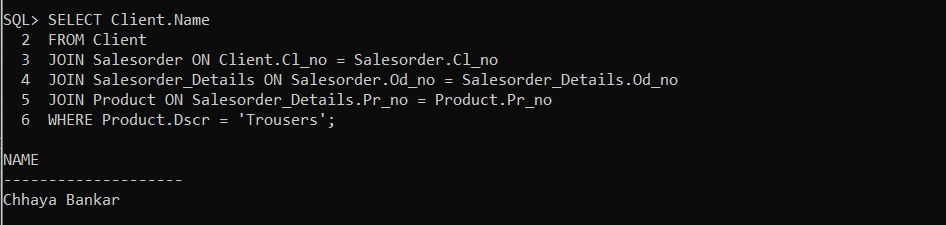 SQL> SELECT Client.Name
2 FROM Client
3 JOIN Salesorder ON Client.Cl_no = Salesorder.Cl_no
4 JOIN Salesorder_Details ON Salesorder.Od_no = Salesorder_Details.Od_no
5 JOIN Product ON Salesorder_Details.Pr_no = Product.Pr_no
6 WHERE Product.Dscr = 'Trousers';
NAME
--------------------
Chhaya Bankar